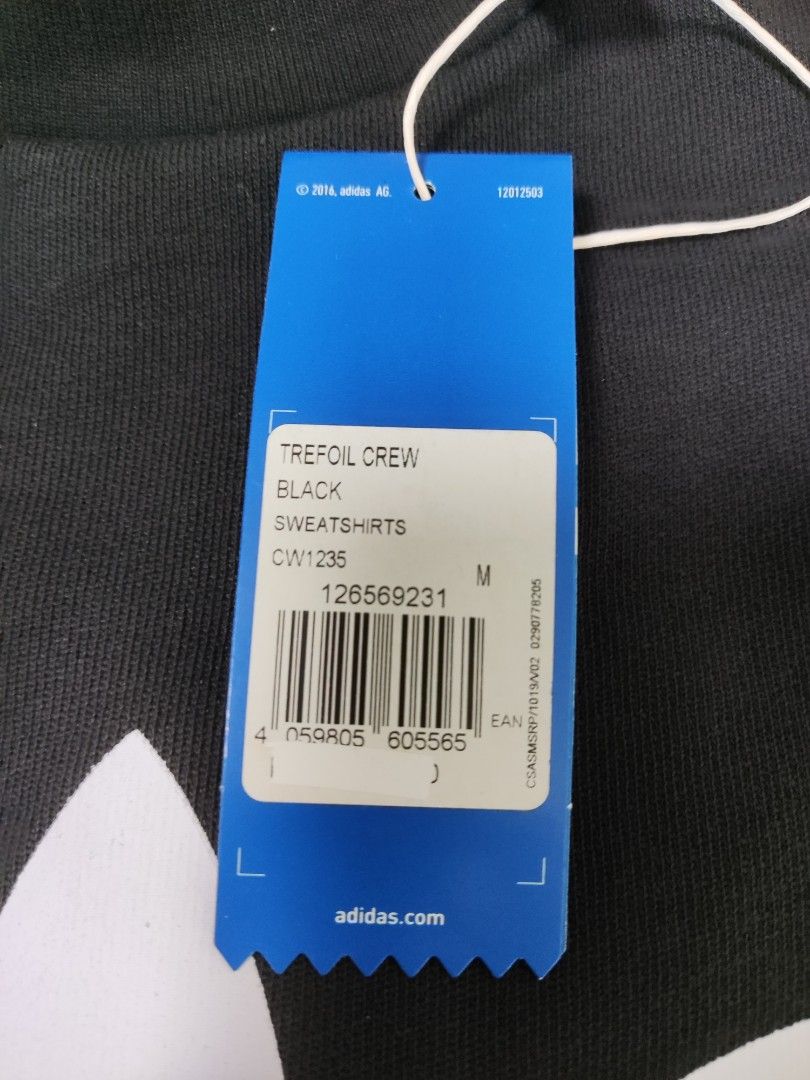 © 2016, adidas AG.
12012503
TREFOIL CREW
BLACK
SWEATSHIRTS
CW1235
M
126569231
4 059805 605565
EAN
CSASMSRP/1019/V02 0290778205
adidas.com